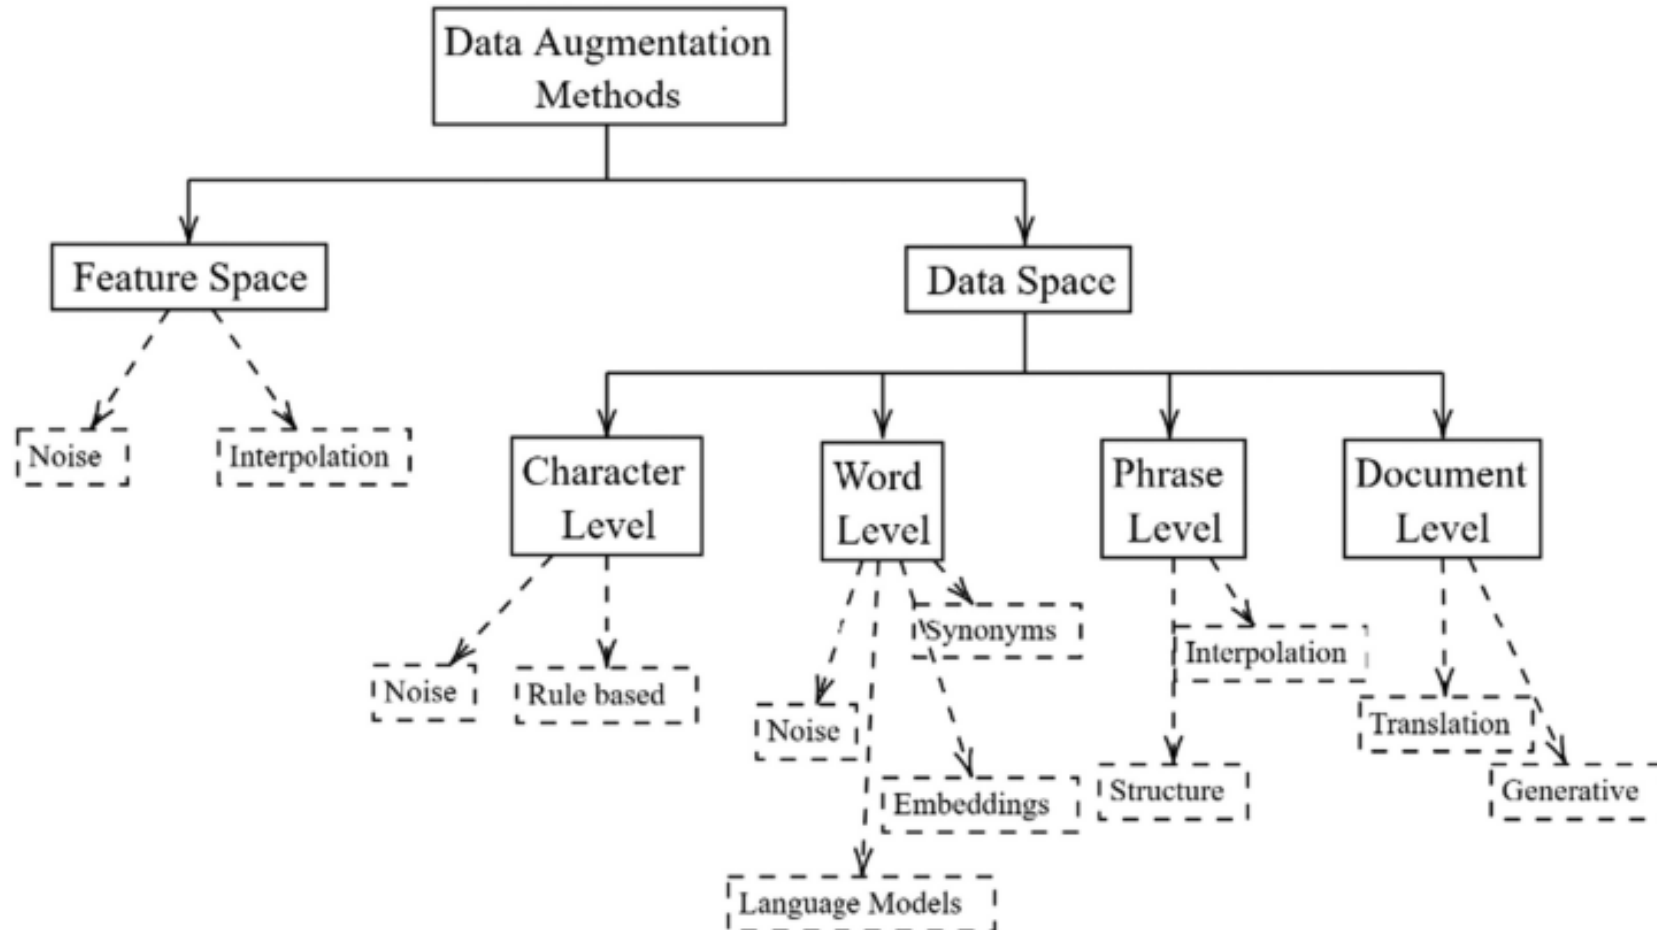 Data Augmentation
Methods
Feature Space
Data Space
Noise
Interpolation
Character
Level
Word
Level
Phrase
Level
Document
Level
Synonyms
Interpolation
Noise
Rule based
Noise
Translation
Embeddings
Structure
Generative
Language Models